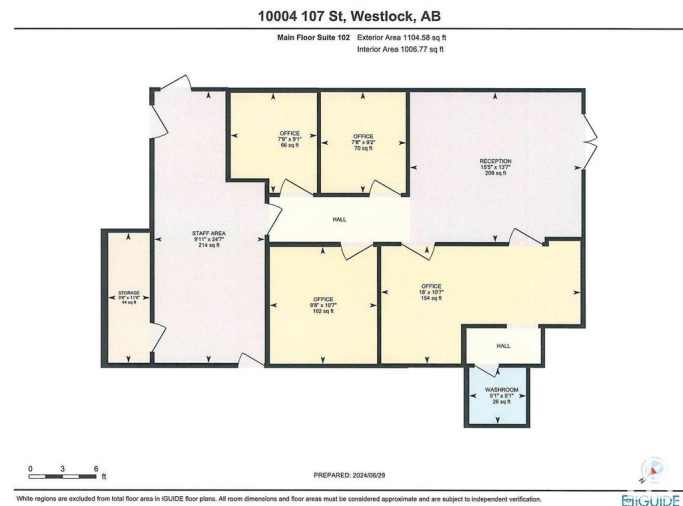 10004 107 St, Westlock, AB
Main Floor Suite 102 Exterior Area 1104.58 sq ft
Interior Area 1006.77 sq ft
OFFICE
7'9" x 9'1"
66 sq ft
OFFICE
7'8" x 9'2"
70 sq ft
RECEPTION
15'5" x 13'7"
208 sq ft
HALL
STAFF AREA
9'11" x 24'7"
214 sq ft
STORAGE
3'9" x 11'9"
44 sq ft
OFFICE
9'8" x 10'7"
102 sq ft
OFFICE
18' x 10'7"
154 sq ft
HALL
WASHROOM
5'1" x 5'1"
26 sq ft
0 3 6
ft
PREPARED: 2024/06/29
N
White regions are excluded from total floor area in iGUIDE floor plans. All room dimensions and floor areas must be considered approximate and are subject to independent verification.
iGUIDE